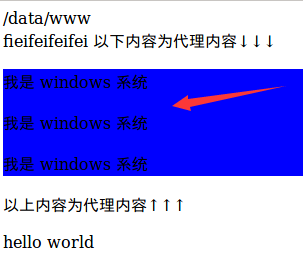 /data/www
fieifeifeifei 以下内容为代理内容↓↓↓
我是 windows 系统
我是 windows 系统
我是 windows 系统
以上内容为代理内容↑↑↑
hello world